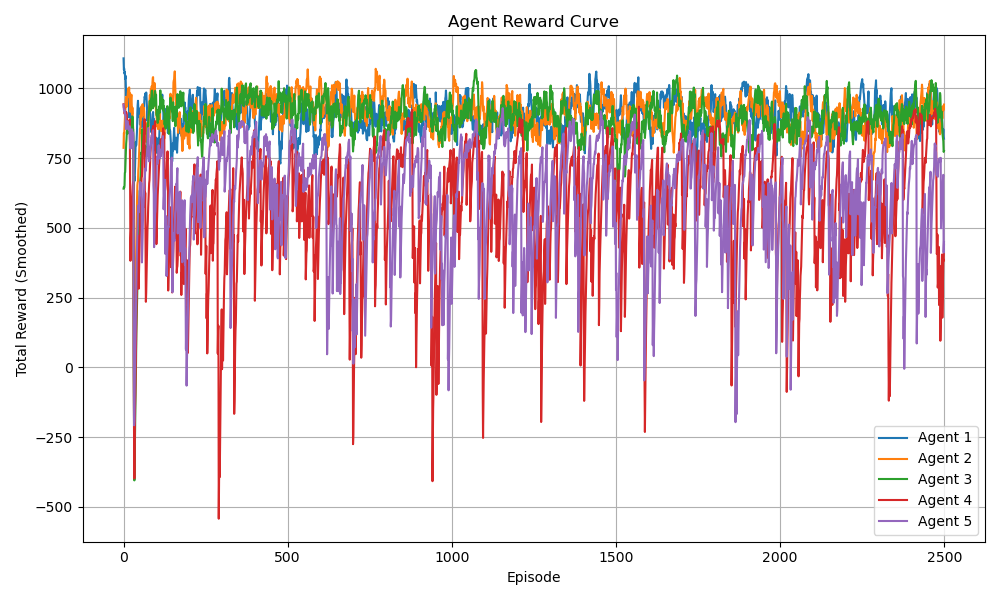 Agent Reward Curve
Total Reward (Smoothed)
1000
750
500
250
0
−250
−500
0 500 1000 1500 2000 2500
Episode
Agent 1
Agent 2
Agent 3
Agent 4
Agent 5